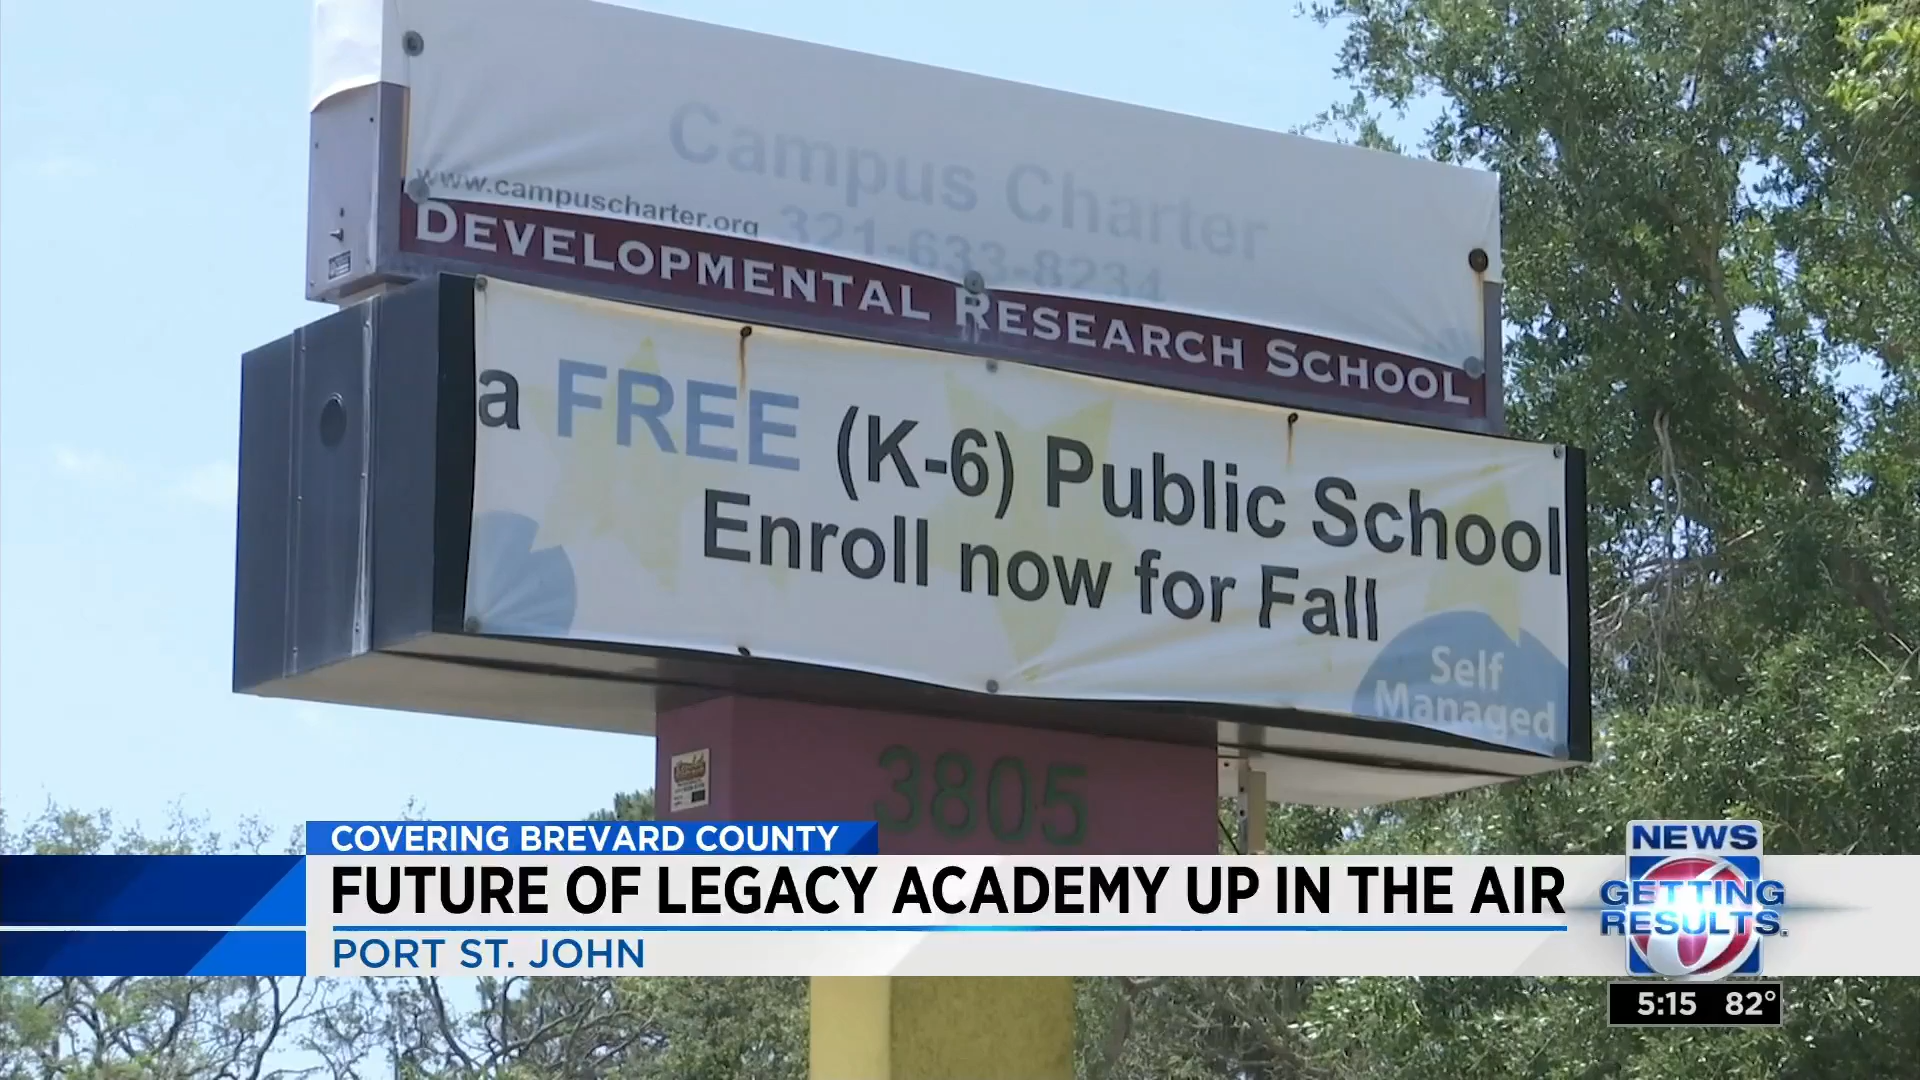 Campus Charter
www.campuscharter.org
321-633-8234
DEVELOPMENTAL RESEARCH SCHOOL
a FREE (K-6) Public School
Enroll now for Fall
Self
Managed
3805
COVERING BREVARD COUNTY
FUTURE OF LEGACY ACADEMY UP IN THE AIR
PORT ST. JOHN
NEWS
6
GETTING
RESULTS.
5:15 82°